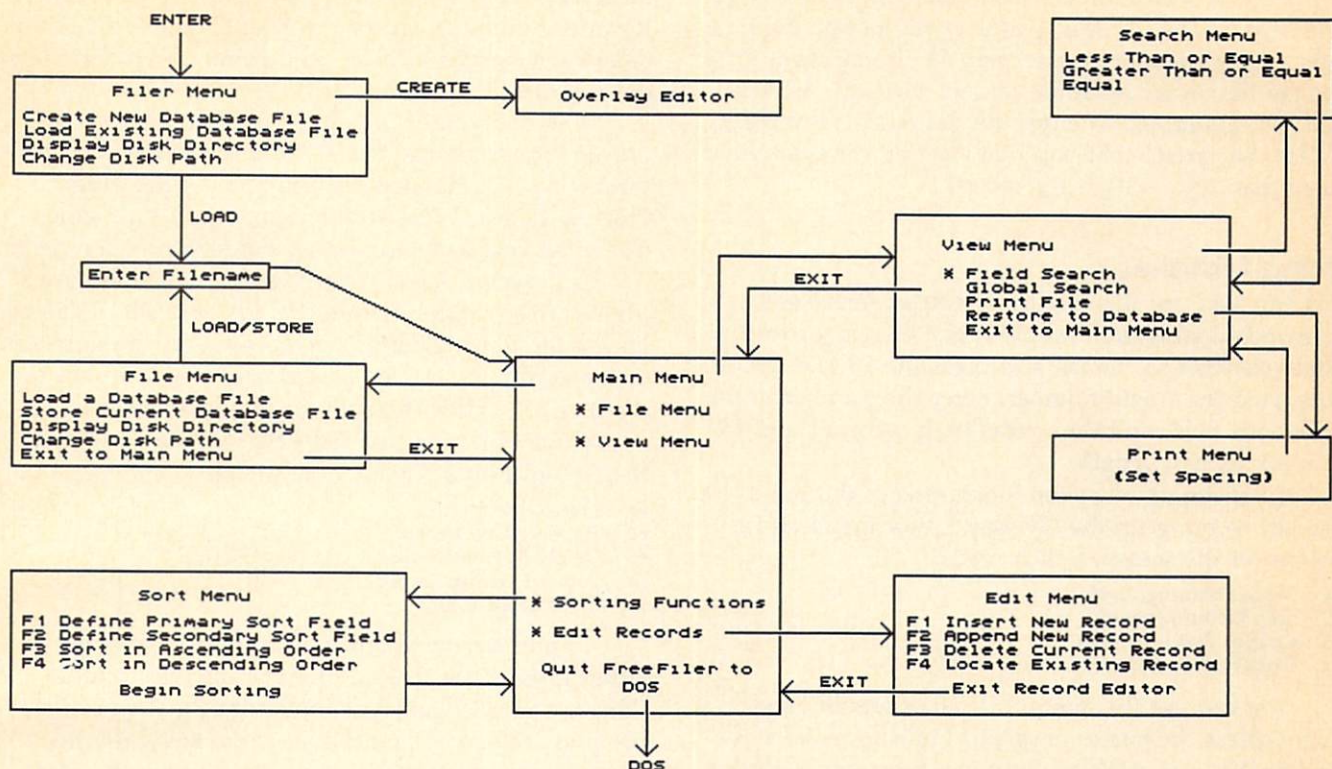 ENTER
Filer Menu
Create New Database File
Load Existing Database File
Display Disk Directory
Change Disk Path
CREATE
Overlay Editor
Search Menu
Less Than or Equal
Greater Than or Equal
Equal
LOAD
Enter Filename
LOAD/STORE
View Menu
* Field Search
Global Search
Print File
Restore to Database
Exit to Main Menu
EXIT
File Menu
Load a Database File
Store Current Database File
Display Disk Directory
Change Disk Path
Exit to Main Menu
EXIT
Main Menu
* File Menu
* View Menu
* Sorting Functions
* Edit Records
Quit FreeFiler to
DOS
Print Menu
(Set Spacing)
Sort Menu
F1 Define Primary Sort Field
F2 Define Secondary Sort Field
F3 Sort in Ascending Order
F4 Sort in Descending Order
Begin Sorting
Edit Menu
F1 Insert New Record
F2 Append New Record
F3 Delete Current Record
F4 Locate Existing Record
Exit Record Editor
EXIT
DOS